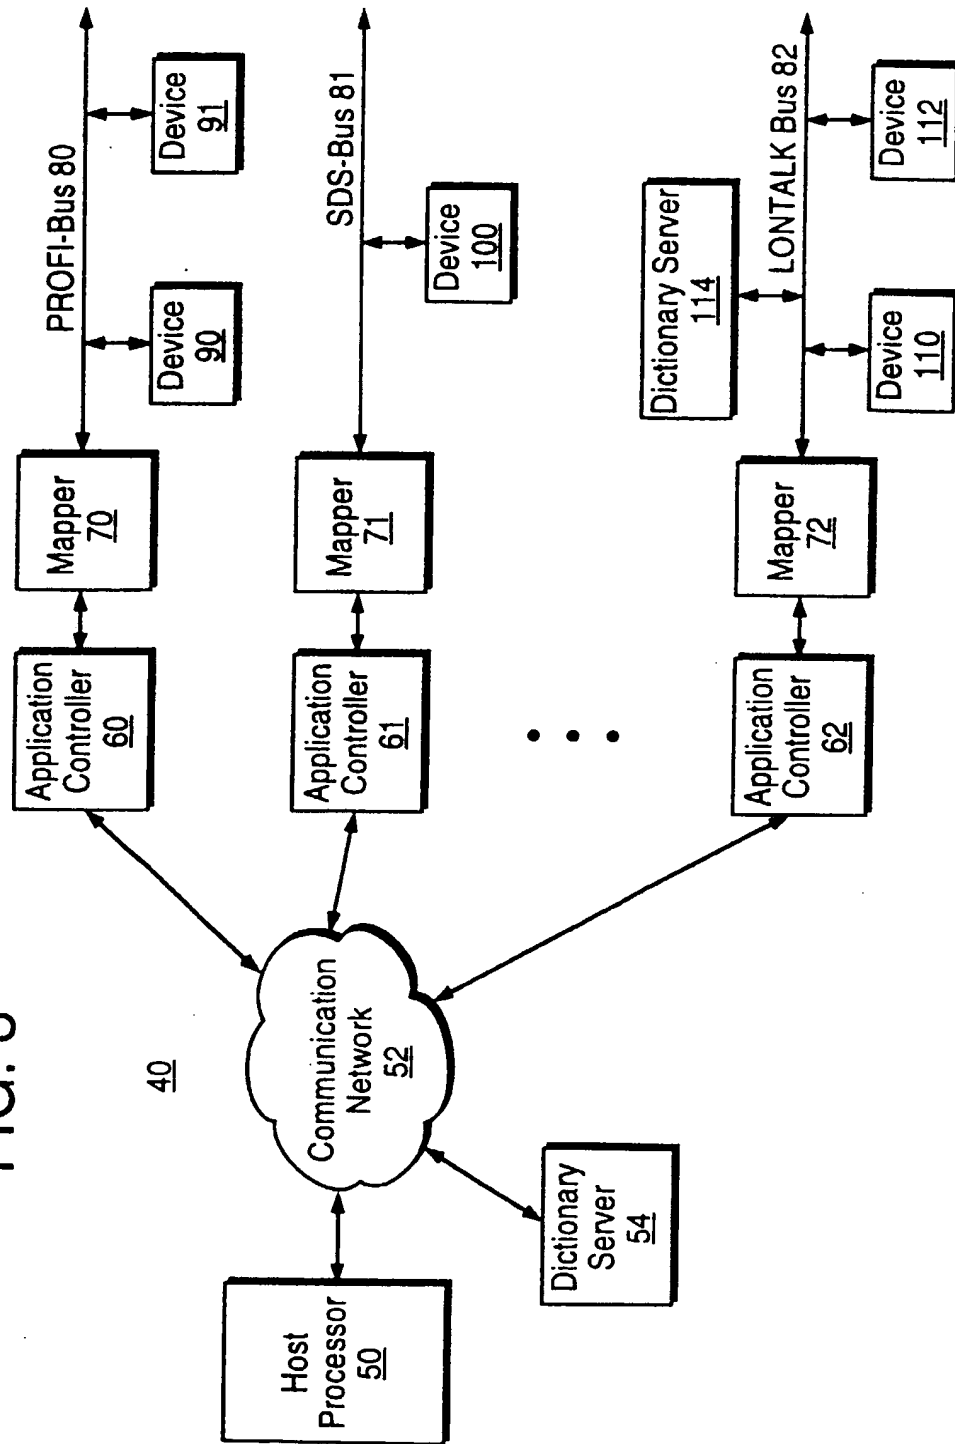 40
Host
Processor
50
Communication
Network
52
Dictionary
Server
54
Application
Controller
60
Mapper
70
PROFI-Bus 80
Device
90
Device
91
Application
Controller
61
Mapper
71
SDS-Bus 81
Device
100
Application
Controller
62
Mapper
72
LONTALK Bus 82
Dictionary Server
114
Device
110
Device
112